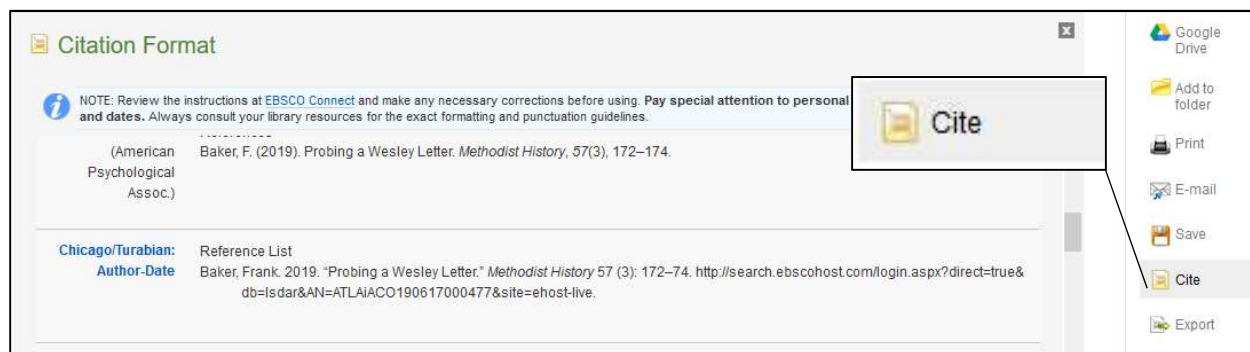 Citation Format
NOTE: Review the instructions at EBSCO Connect and make any necessary corrections before using. Pay special attention to personal
and dates. Always consult your library resources for the exact formatting and punctuation guidelines.
(American
Psychological
Assoc.)
Baker, F. (2019). Probing a Wesley Letter. Methodist History, 57(3), 172–174.
Chicago/Turabian:
Author-Date
Reference List
Baker, Frank. 2019. “Probing a Wesley Letter.” Methodist History 57 (3): 172–74. http://search.ebscohost.com/login.aspx?direct=true&
db=lsdar&AN=ATLAiACO190617000477&site=ehost-live.
Cite
Google
Drive
Add to
folder
Print
E-mail
Save
Cite
Export